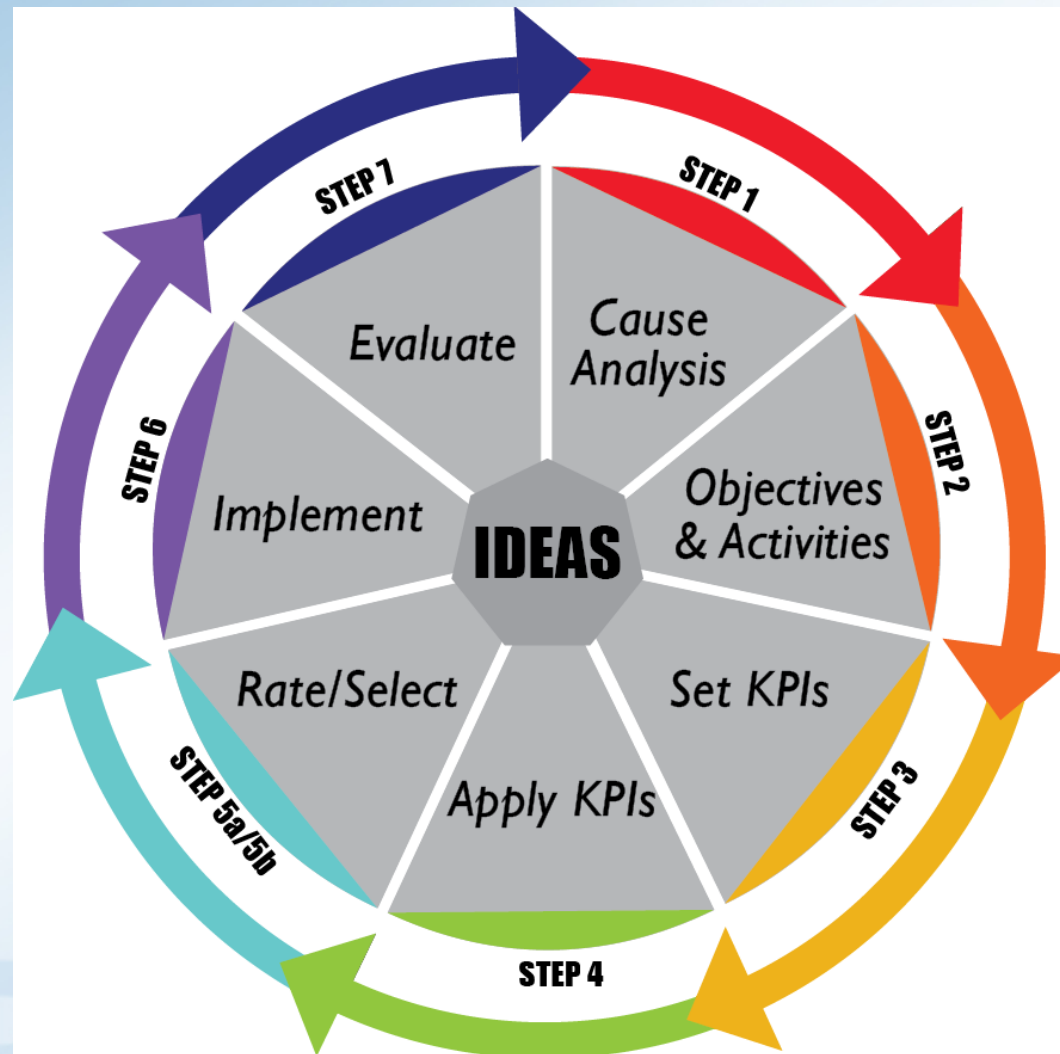 STEP 1
Cause
Analysis
STEP 2
Objectives
& Activities
STEP 3
Set KPIs
STEP 4
Apply KPIs
STEP 5a/5b
Rate/Select
STEP 6
Implement
STEP 7
Evaluate
IDEAS